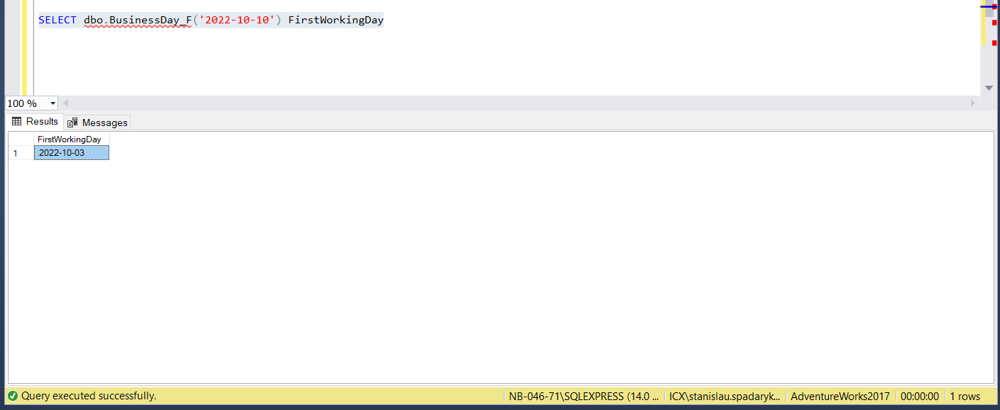 SELECT dbo.BusinessDay_F('2022-10-10') FirstWorkingDay
100 %
Results Messages
FirstWorkingDay
1 2022-10-03
Query executed successfully. NB-046-71\SQLEXPRESS (14.0 ... ICX\stanislau.spadaryk... AdventureWorks2017 00:00:00 1 rows